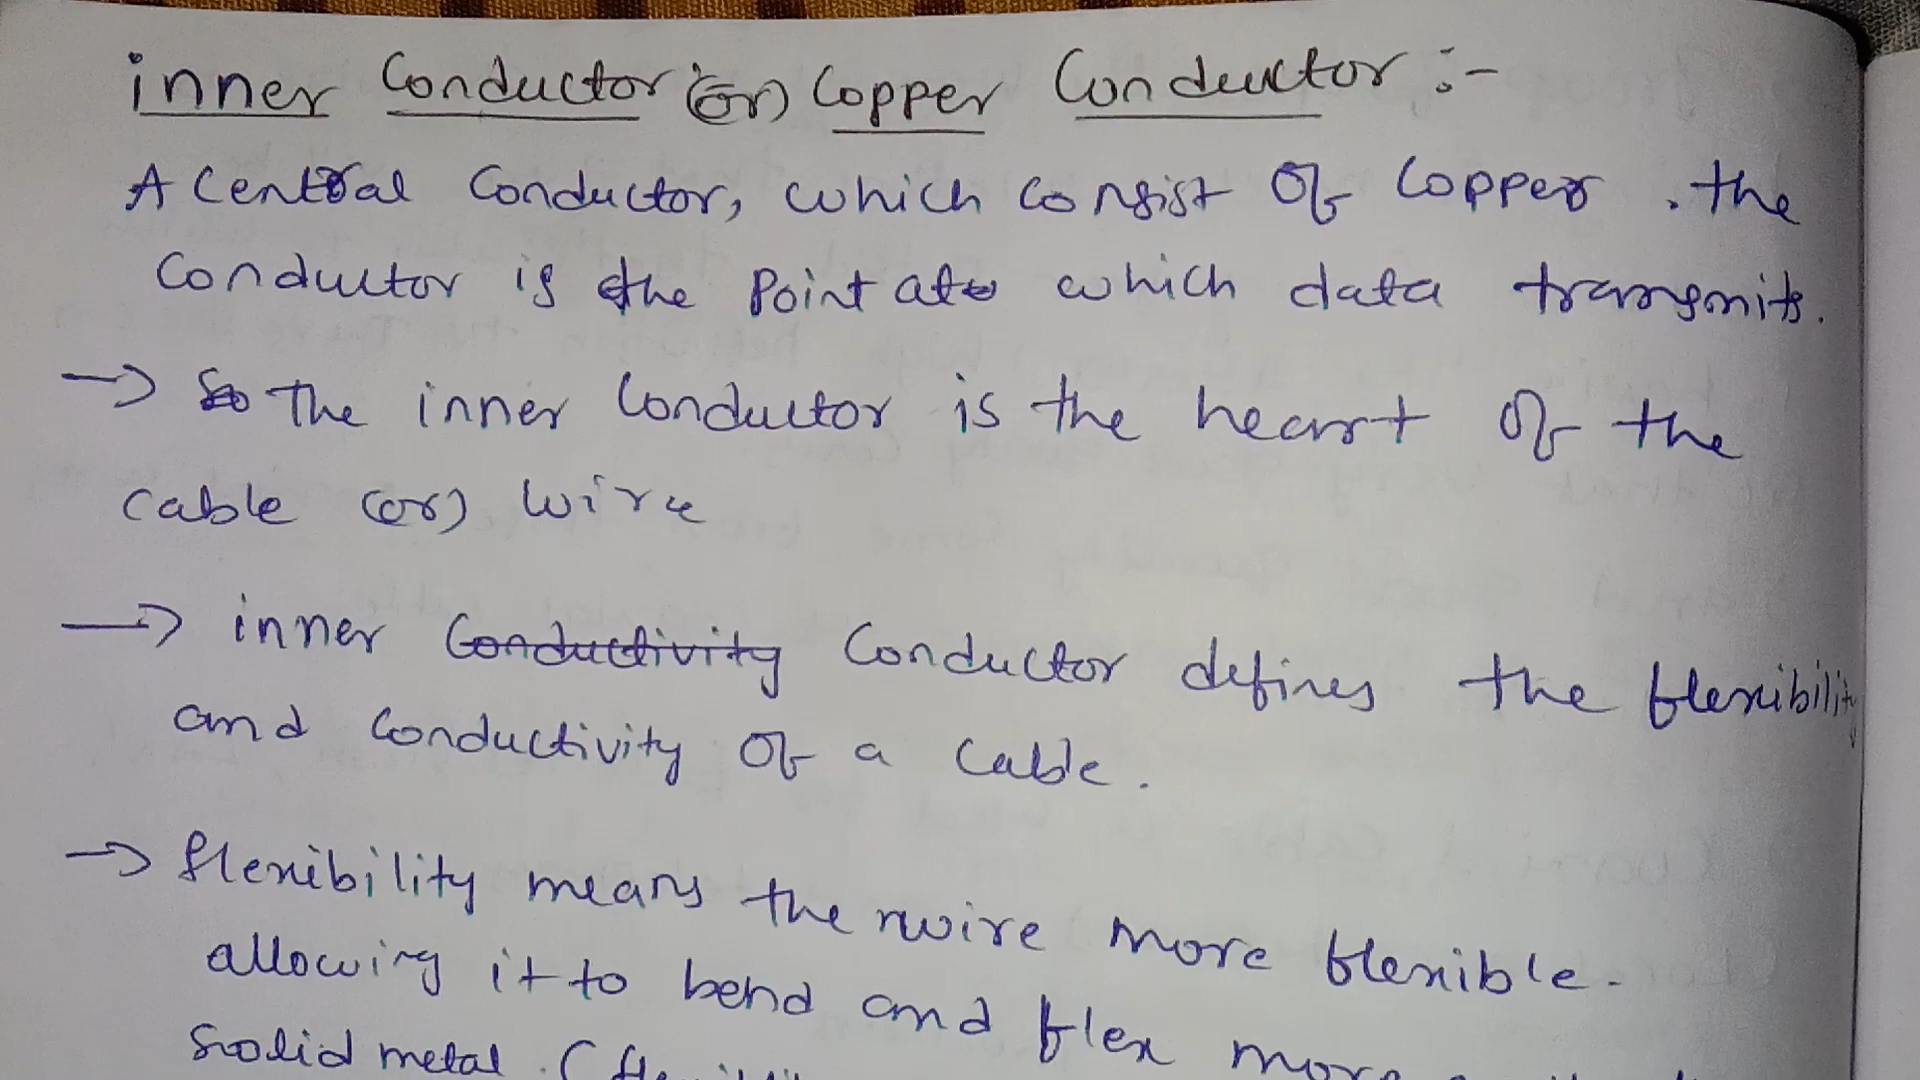 inner Conductor (or) Copper Conductor :-
A Central Conductor, which consist of Copper . the
Conductor is the Point at which data transmits.
→ The inner Conductor is the heart of the
Cable (or) wire
→ inner Conductivity Conductor defines the flexibility
and Conductivity of a Cable.
→ flexibility means the wire more flexible.
allowing it to bend and flex more
Solid metal . (